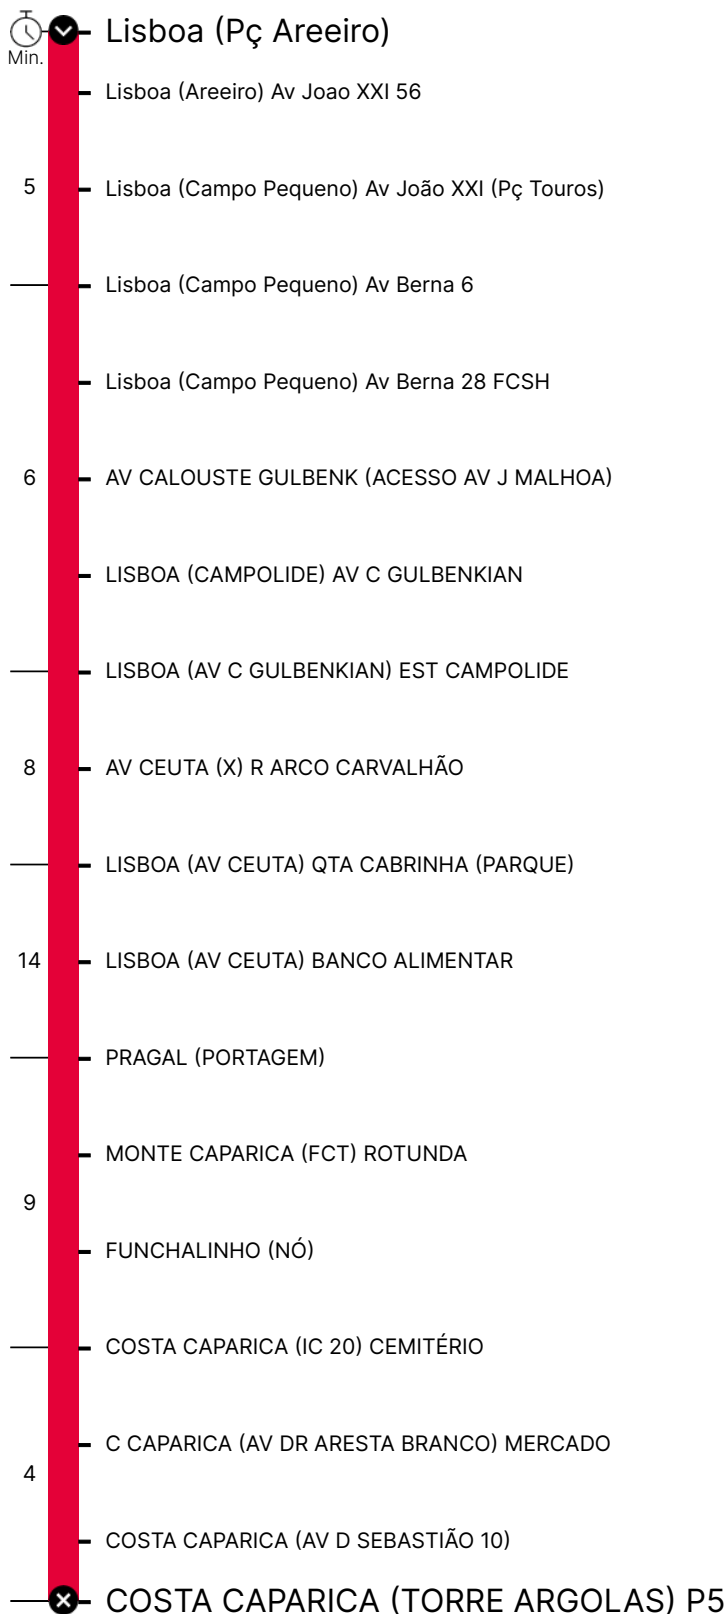 Lisboa (Pç Areeiro)
Min.
Lisboa (Areeiro) Av Joao XXI 56
5
Lisboa (Campo Pequeno) Av João XXI (Pç Touros)
Lisboa (Campo Pequeno) Av Berna 6
Lisboa (Campo Pequeno) Av Berna 28 FCSH
6
AV CALOUSTE GULBENK (ACESSO AV J MALHOA)
LISBOA (CAMPOLIDE) AV C GULBENKIAN
LISBOA (AV C GULBENKIAN) EST CAMPOLIDE
8
AV CEUTA (X) R ARCO CARVALHÃO
LISBOA (AV CEUTA) QTA CABRINHA (PARQUE)
14
LISBOA (AV CEUTA) BANCO ALIMENTAR
PRAGAL (PORTAGEM)
MONTE CAPARICA (FCT) ROTUNDA
9
FUNCHALINHO (NÓ)
COSTA CAPARICA (IC 20) CEMITÉRIO
C CAPARICA (AV DR ARESTA BRANCO) MERCADO
4
COSTA CAPARICA (AV D SEBASTIÃO 10)
COSTA CAPARICA (TORRE ARGOLAS) P5